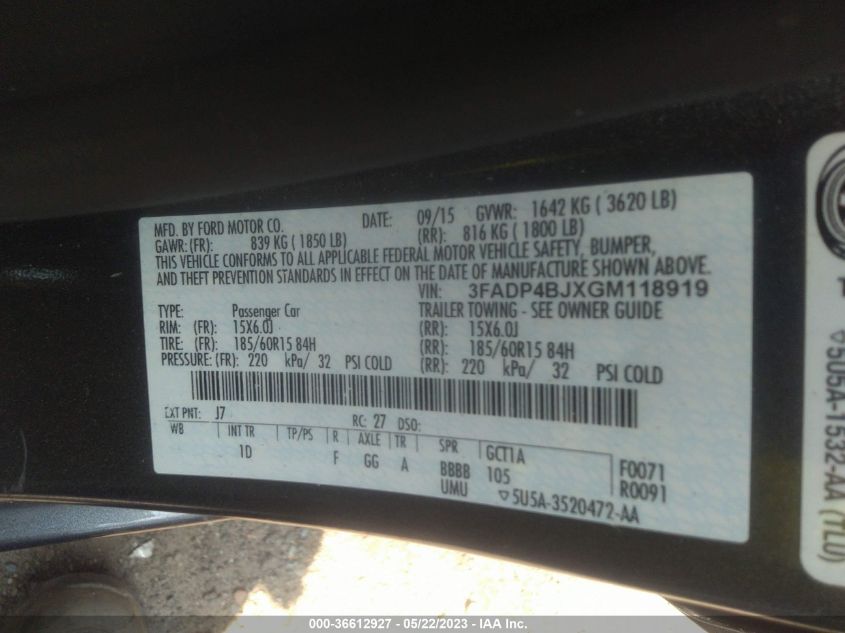 MFD. BY FORD MOTOR CO. DATE: 09/15 GVWR: 1642 KG ( 3620 LB)
GAWR: (FR): 839 KG ( 1850 LB) (RR): 816 KG ( 1800 LB)
THIS VEHICLE CONFORMS TO ALL APPLICABLE FEDERAL MOTOR VEHICLE SAFETY, BUMPER,
AND THEFT PREVENTION STANDARDS IN EFFECT ON THE DATE OF MANUFACTURE SHOWN ABOVE.
VIN: 3FADP4BJXGM118919
TYPE: Passenger Car TRAILER TOWING - SEE OWNER GUIDE
RIM: (FR): 15X6.0J (RR): 15X6.0J
TIRE: (FR): 185/60R15 84H (RR): 185/60R15 84H
PRESSURE: (FR): 220 kPa/ 32 PSI COLD (RR): 220 kPa/ 32 PSI COLD
EXT PNT: J7 RC: 27 DSO:
WB INT TR TP/PS R AXLE TR SPR GCT1A
1D F GG A BBBB 105 F0071
UMU R0091
5U5A-3520472-AA
5U5A-1532-AA (HLD)
000-36612927 - 05/22/2023 - IAA Inc.